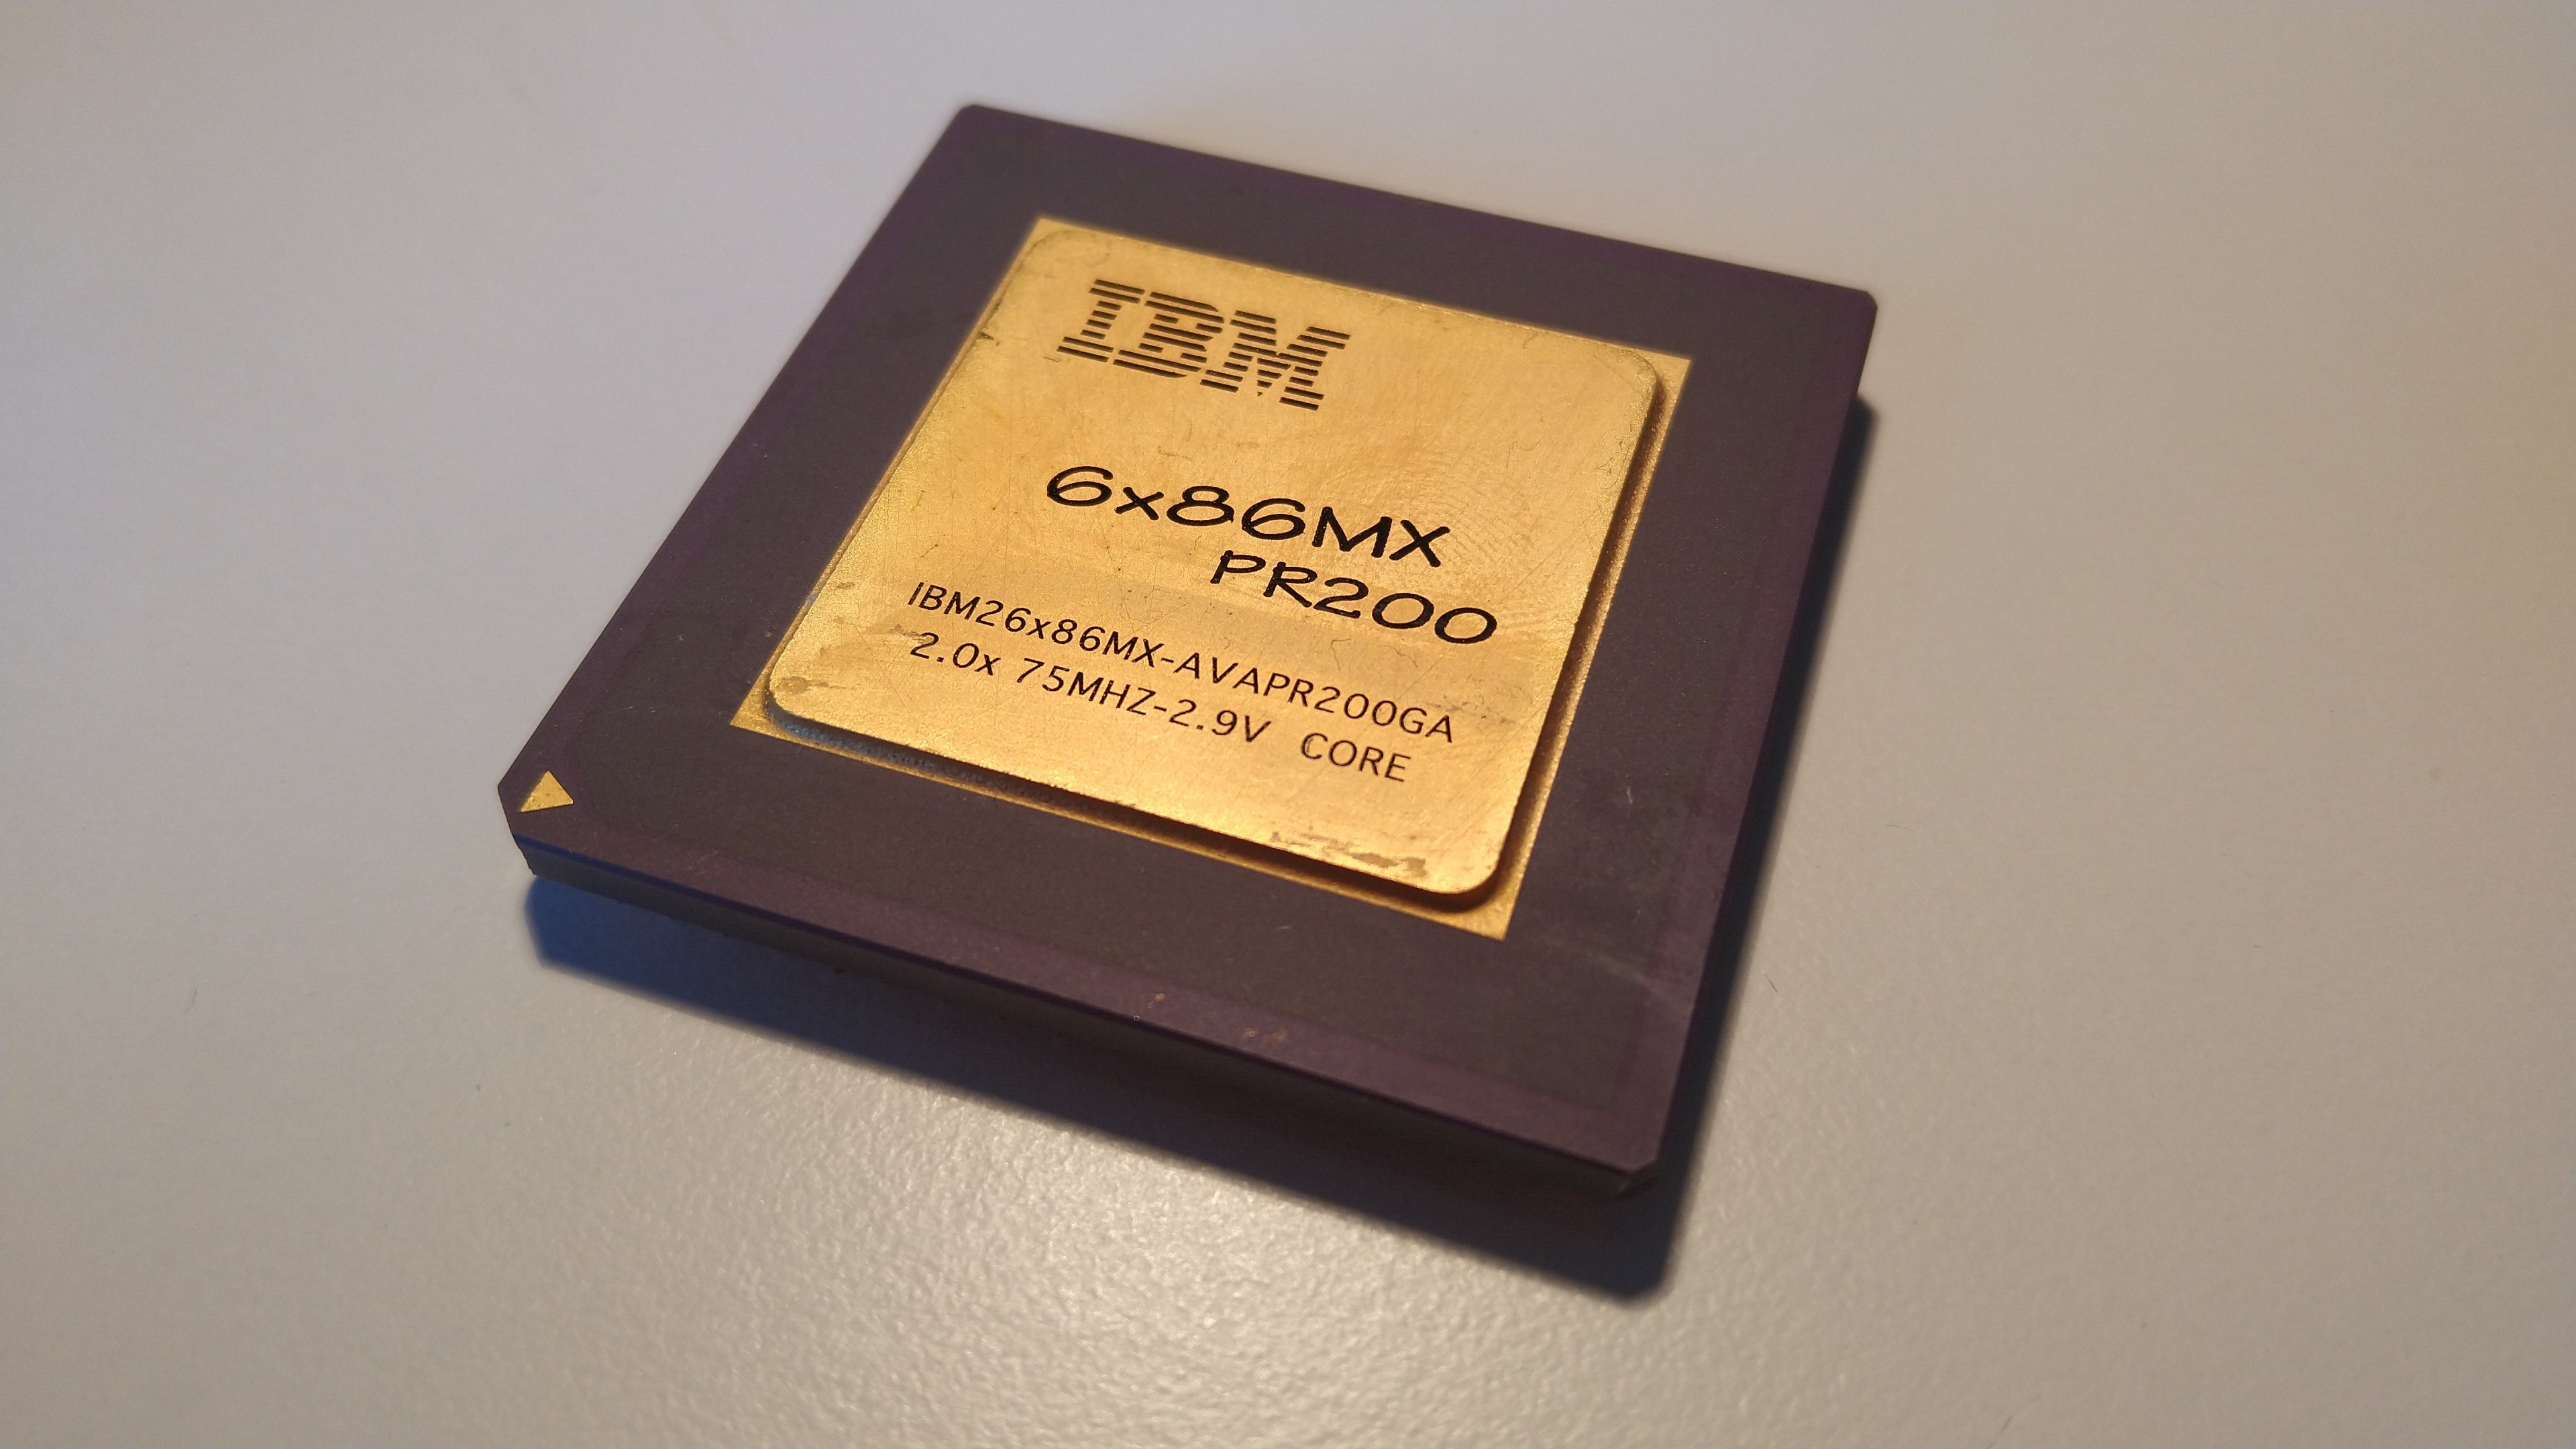 IBM
6x86MX
PR200
IBM26x86MX-AVAPR200GA
2.0x 75MHZ-2.9V CORE